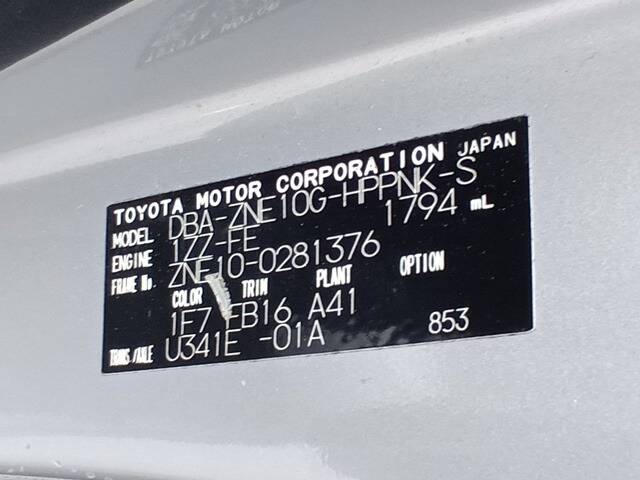 TOYOTA MOTOR CORPORATION JAPAN
MODEL DBA-ZNE10G-HPPNK-S
ENGINE 1ZZ-FE 1794 mL
FRAME No. ZNE10-0281376
COLOR TRIM PLANT OPTION
1F7 EB16 A41
TRANS./AXLE U341E -01A 853